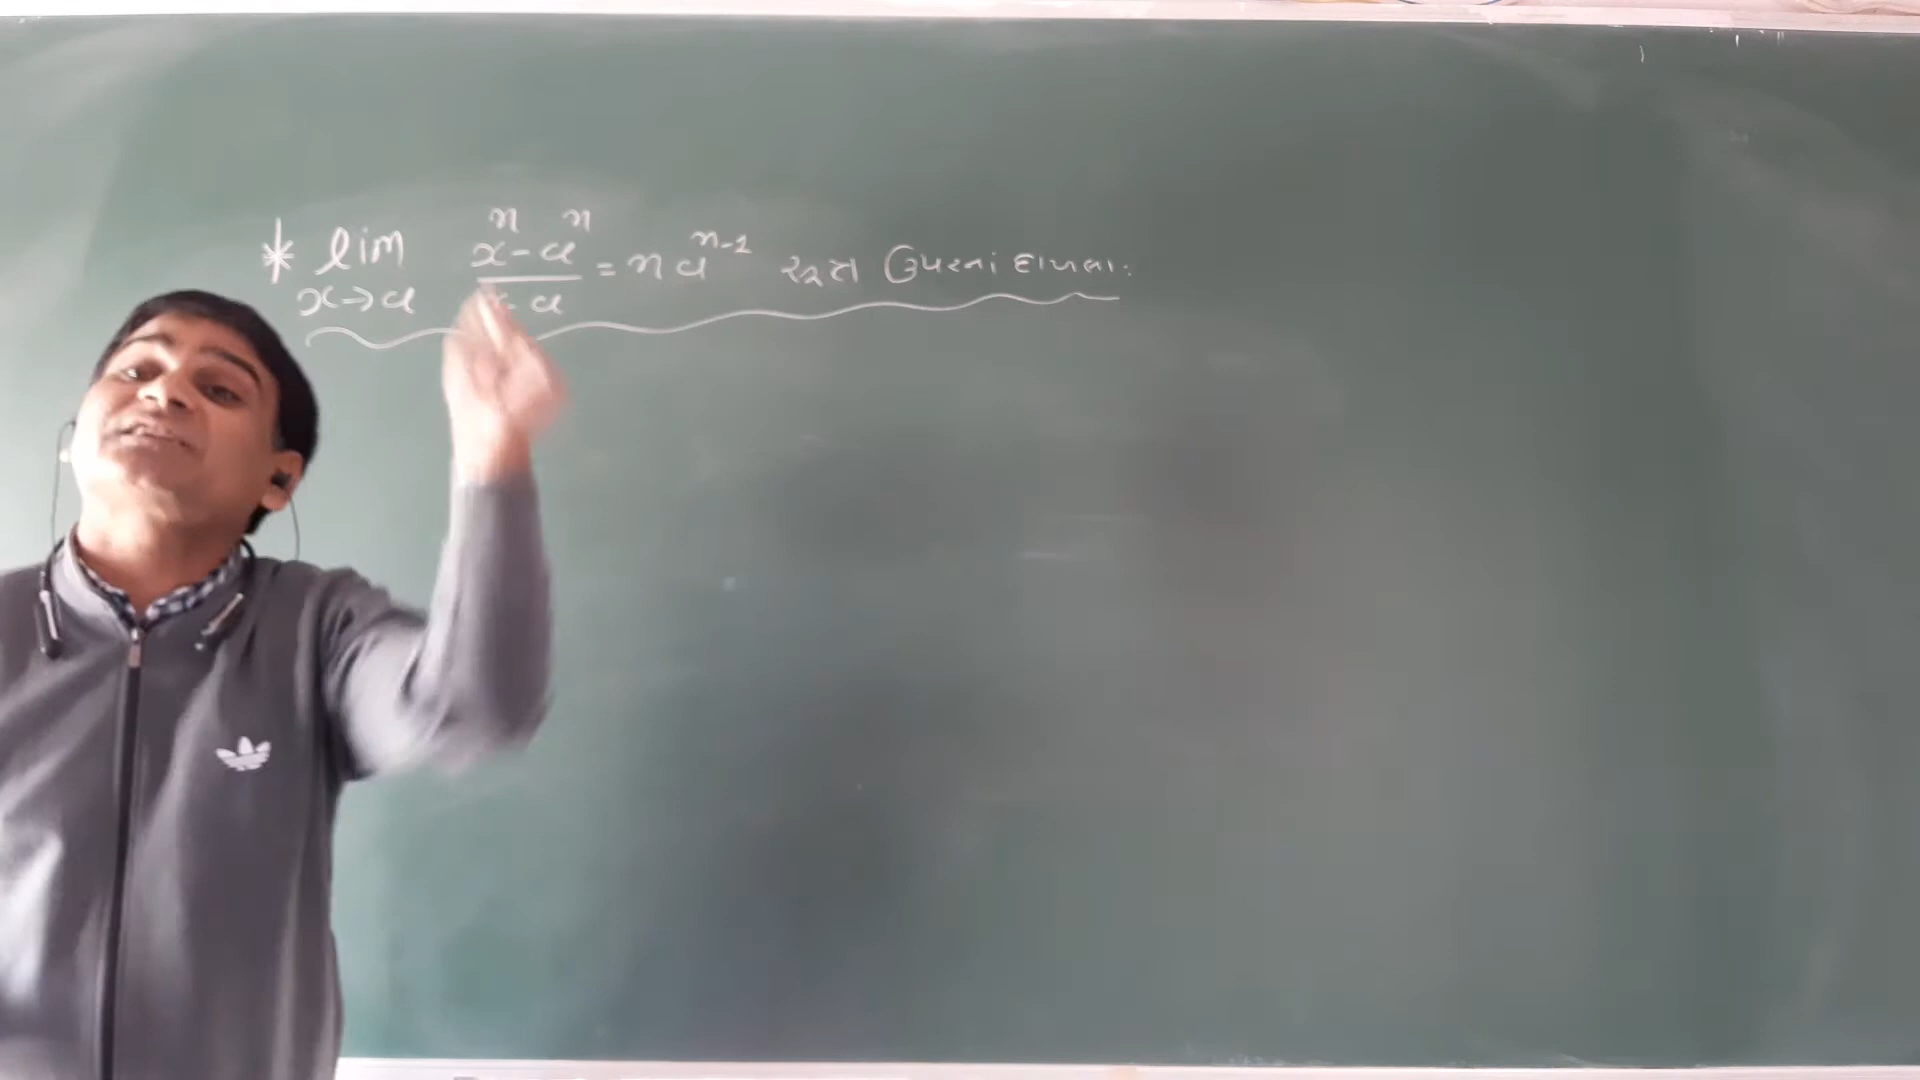 * lim x→a (xⁿ - aⁿ)/(x - a) = n aⁿ⁻¹ સૂત્ર ઉપરનાં દાખલા: